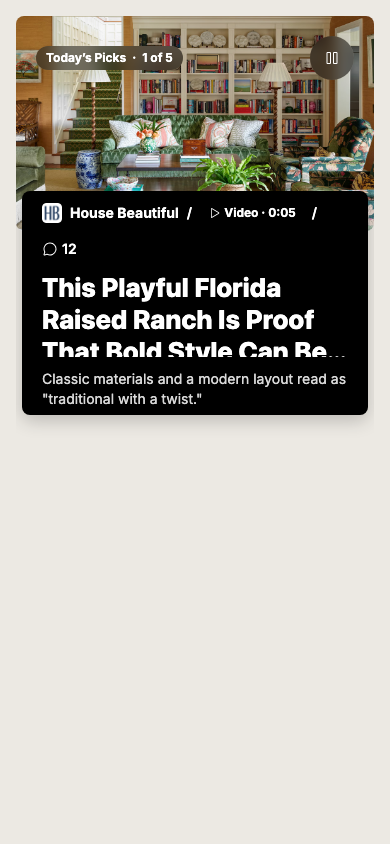 Today's Picks · 1 of 5
HB House Beautiful / Video · 0:05 /
12
This Playful Florida
Raised Ranch Is Proof
That Bold Style Can Be...
Classic materials and a modern layout read as
"traditional with a twist."